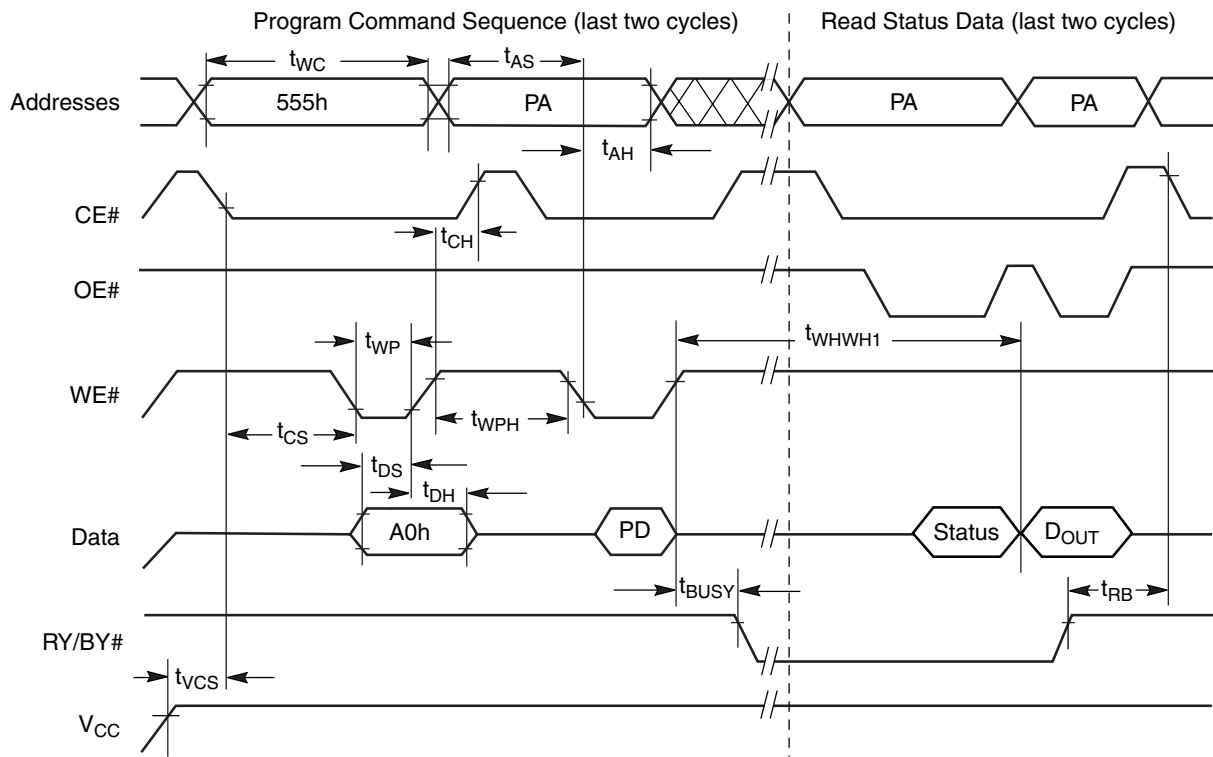 Program Command Sequence (last two cycles)
Read Status Data (last two cycles)
tWC
tAS
Addresses
555h
PA
PA
PA
tAH
CE#
tCH
OE#
tWP
tWHWH1
WE#
tWPH
tCS
tDS
tDH
Data
A0h
PD
Status
DOUT
tBUSY
tRB
RY/BY#
tVCS
VCC